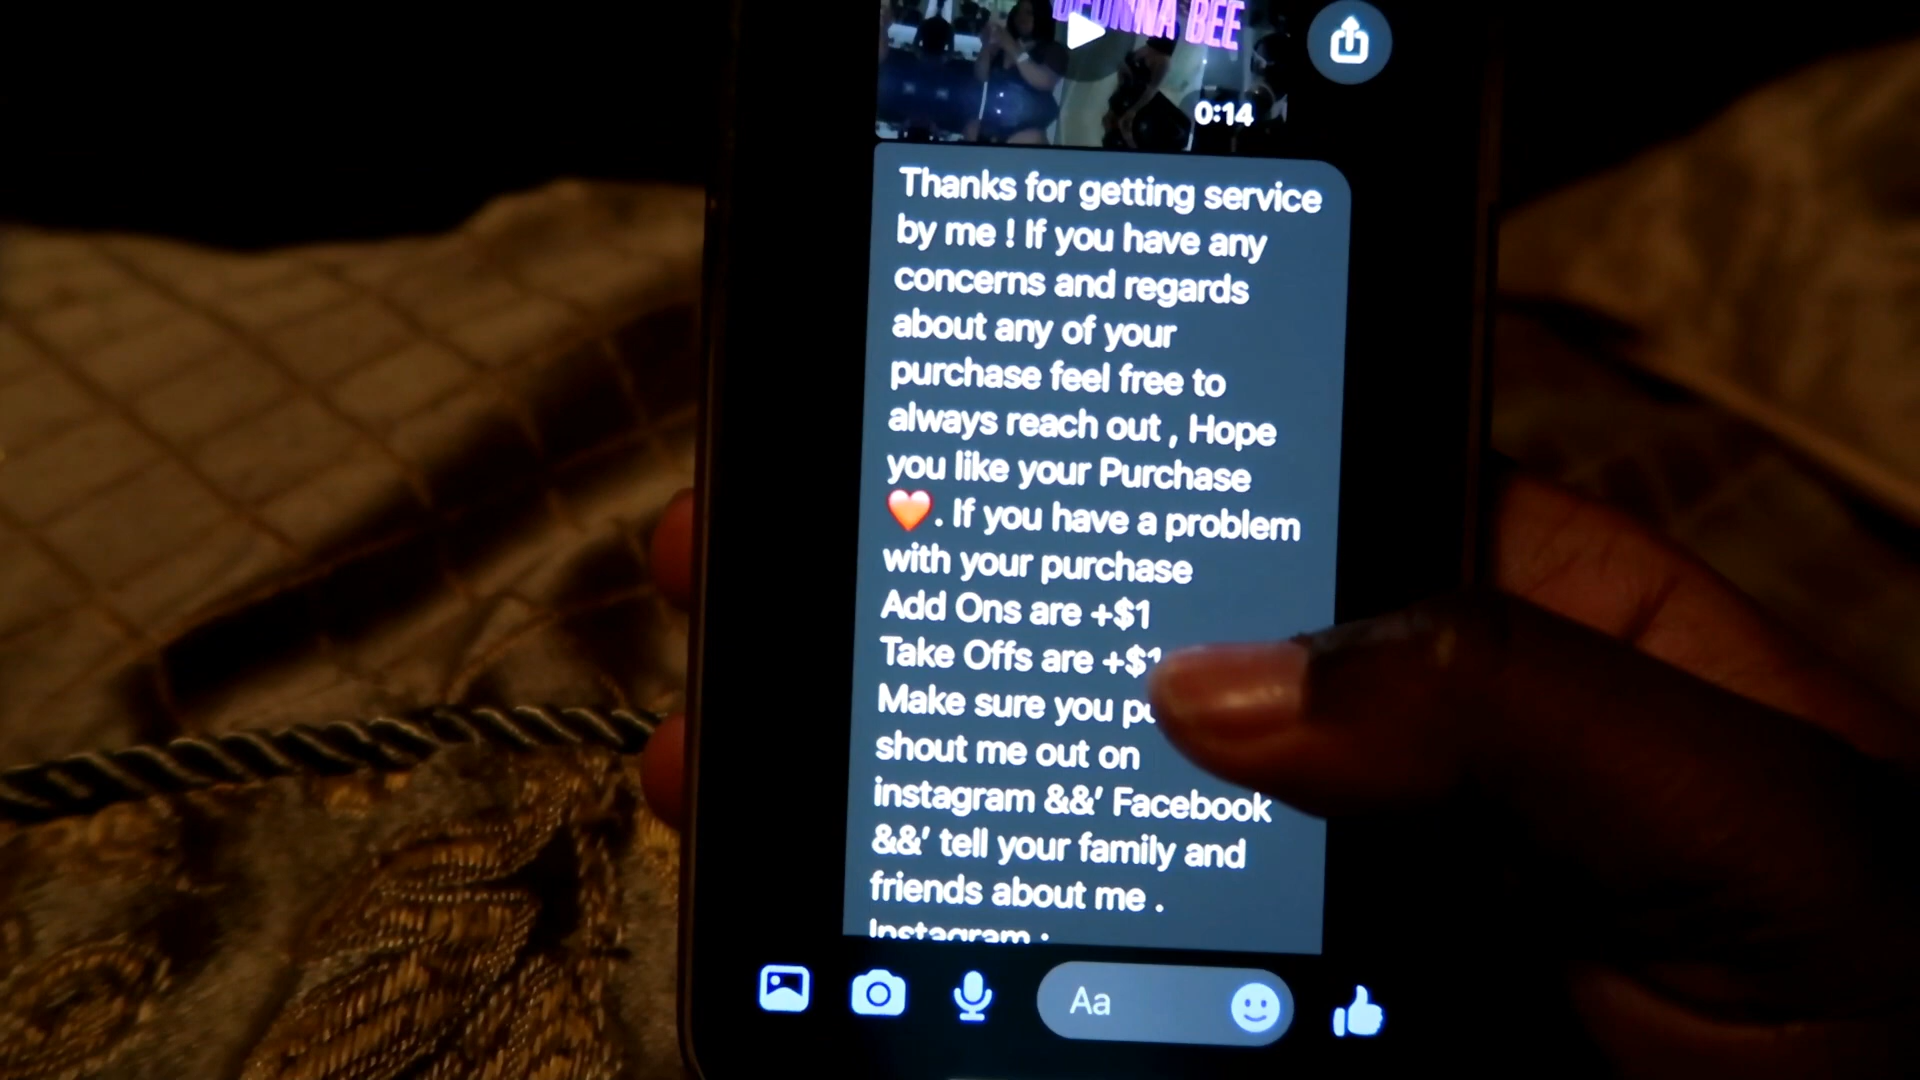 BEE
0:14
Thanks for getting service
by me ! If you have any
concerns and regards
about any of your
purchase feel free to
always reach out , Hope
you like your Purchase
❤️. If you have a problem
with your purchase
Add Ons are +$1
Take Offs are +$1
Make sure you
shout me out on
instagram &&’ Facebook
&&’ tell your family and
friends about me .
Instagram :
Aa